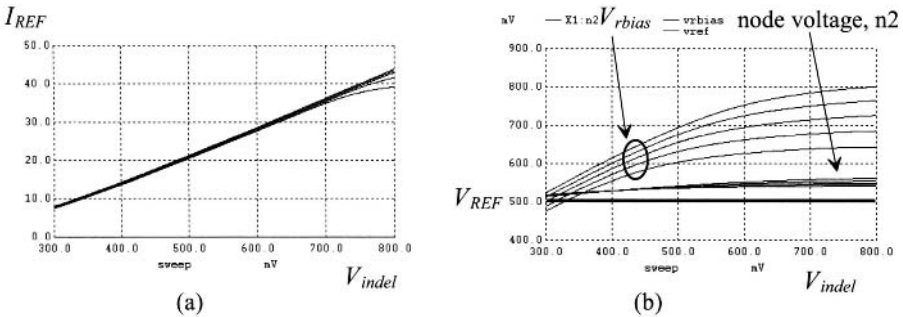 I_REF
50.0
40.0
30.0
20.0
10.0
0.0
300.0 400.0 500.0 600.0 700.0 800.0
sweep mV
V_indel
(a)
mV — X1:n2 V_rbias — vrbias
— vref
node voltage, n2
900.0
800.0
700.0
600.0
V_REF 500.0
400.0
300.0 400.0 500.0 600.0 700.0 800.0
sweep mV
V_indel
(b)